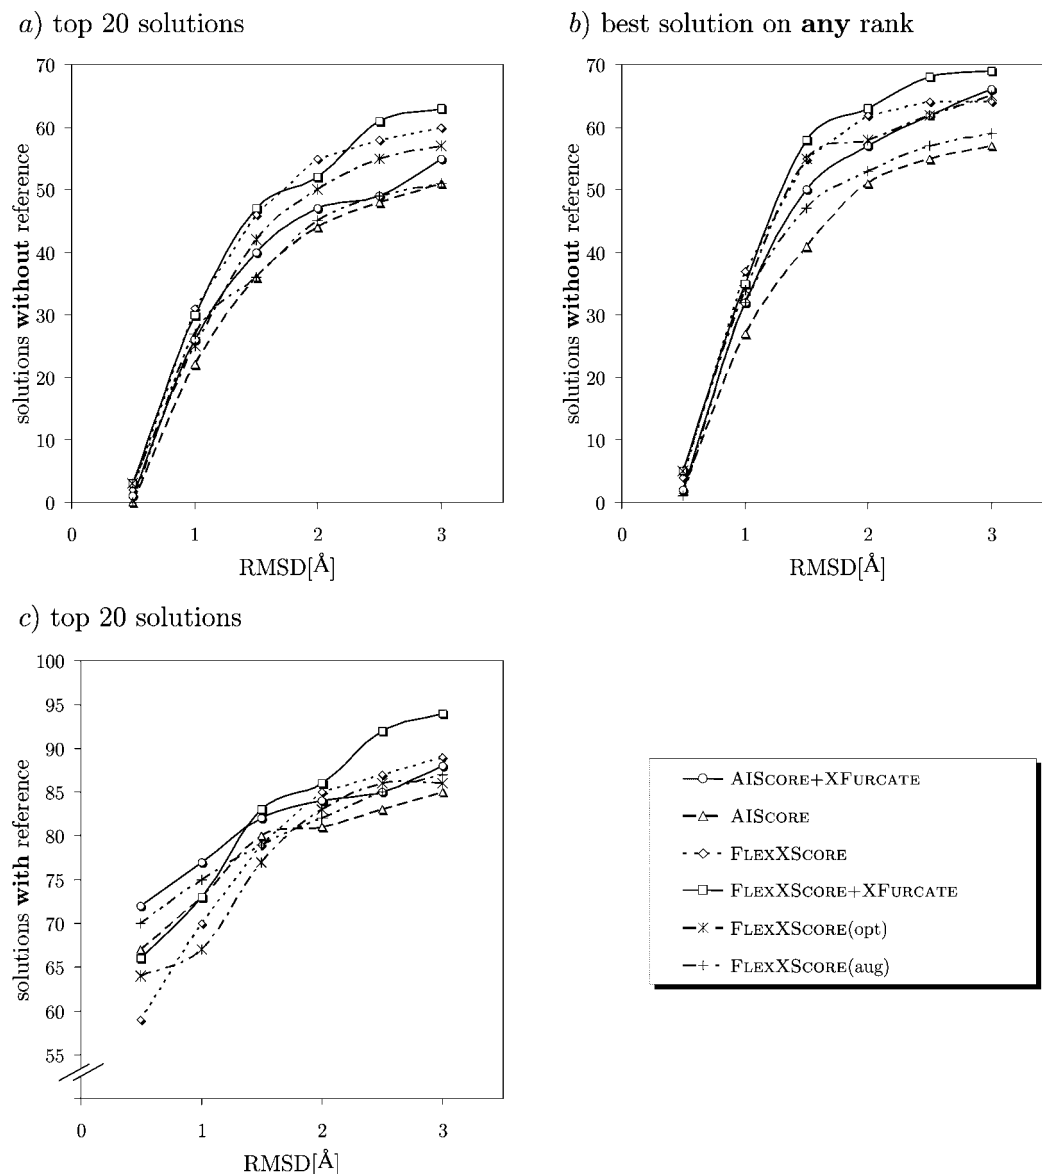 a) top 20 solutions
70
60
50
40
30
20
10
0
solutions without reference
0 1 2 3
RMSD[Å]
b) best solution on any rank
70
60
50
40
30
20
10
0
solutions without reference
0 1 2 3
RMSD[Å]
c) top 20 solutions
100
95
90
85
80
75
70
65
60
55
solutions with reference
0 1 2 3
RMSD[Å]
AISCORE+XFURCATE
AISCORE
FLEXXSCORE
FLEXXSCORE+XFURCATE
FLEXXSCORE(opt)
FLEXXSCORE(aug)